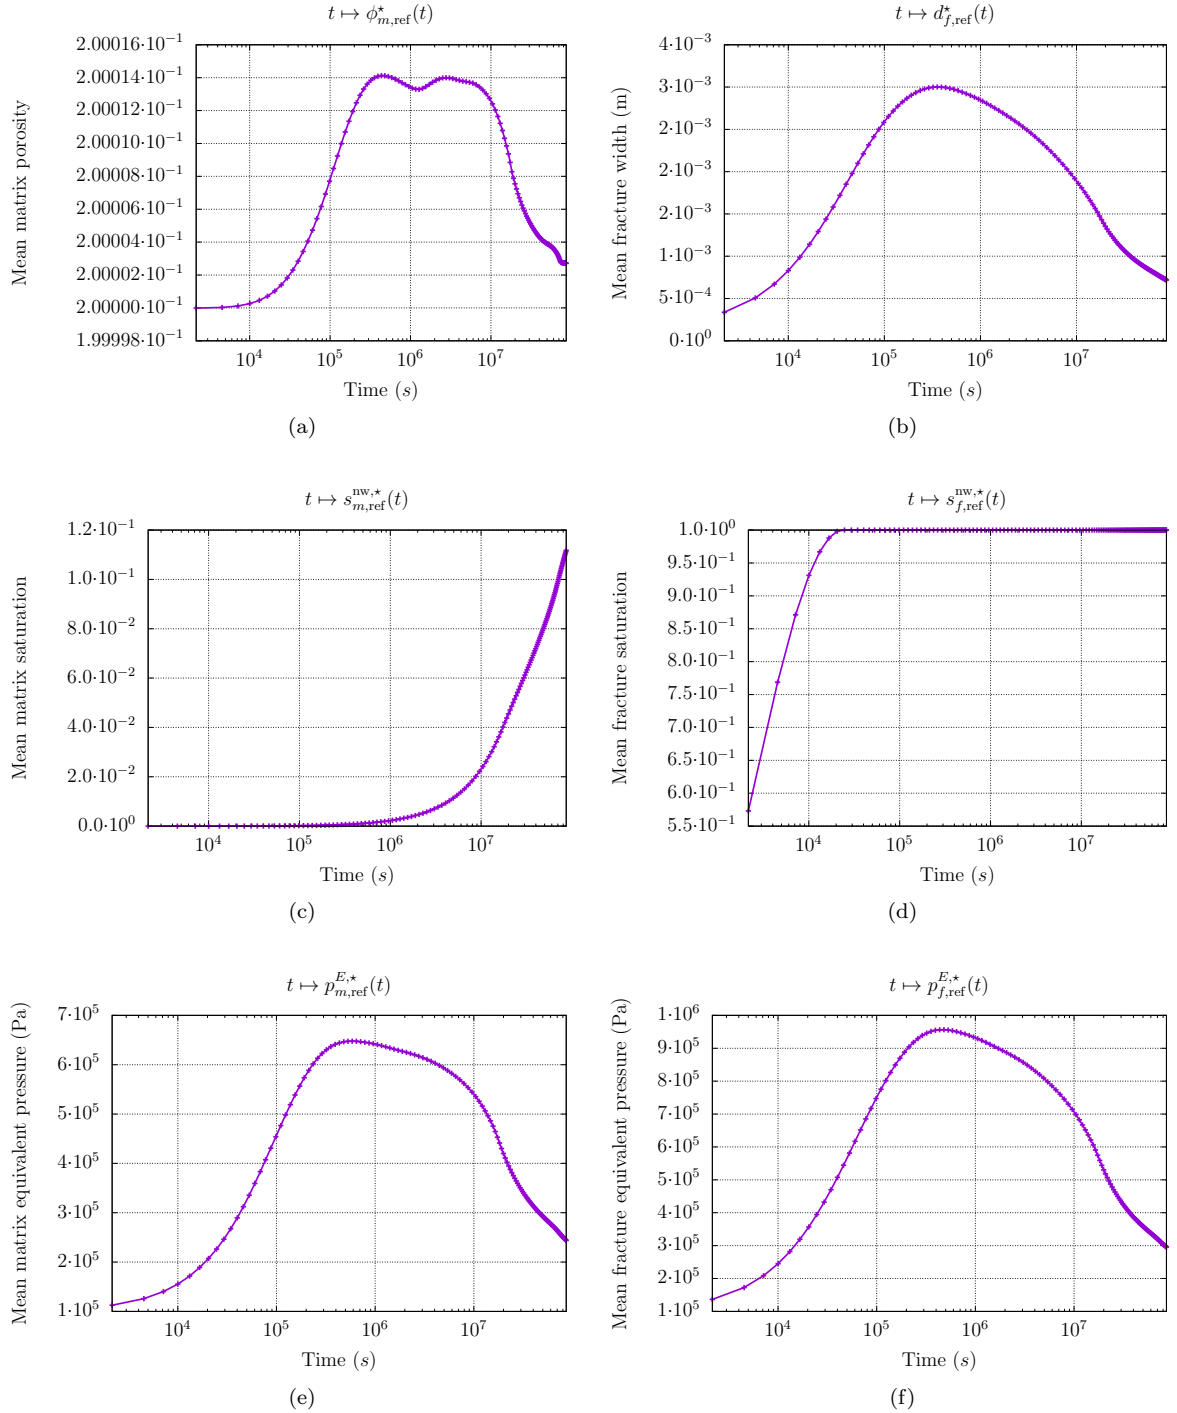 t ↦ ϕ*m,ref(t)
Mean matrix porosity
2.00016·10⁻¹
2.00014·10⁻¹
2.00012·10⁻¹
2.00010·10⁻¹
2.00008·10⁻¹
2.00006·10⁻¹
2.00004·10⁻¹
2.00002·10⁻¹
2.00000·10⁻¹
1.99998·10⁻¹
10⁴ 10⁵ 10⁶ 10⁷
Time (s)
(a)
t ↦ d*f,ref(t)
Mean fracture width (m)
4·10⁻³
3·10⁻³
2·10⁻³
2·10⁻³
2·10⁻³
1·10⁻³
5·10⁻⁴
0·10⁰
10⁴ 10⁵ 10⁶ 10⁷
Time (s)
(b)
t ↦ s^nw,*m,ref(t)
Mean matrix saturation
1.2·10⁻¹
1.0·10⁻¹
8.0·10⁻²
6.0·10⁻²
4.0·10⁻²
2.0·10⁻²
0.0·10⁰
10⁴ 10⁵ 10⁶ 10⁷
Time (s)
(c)
t ↦ s^nw,*f,ref(t)
Mean fracture saturation
1.0·10⁰
9.5·10⁻¹
9.0·10⁻¹
8.5·10⁻¹
8.0·10⁻¹
7.5·10⁻¹
7.0·10⁻¹
6.5·10⁻¹
6.0·10⁻¹
5.5·10⁻¹
10⁴ 10⁵ 10⁶ 10⁷
Time (s)
(d)
t ↦ p^E,*m,ref(t)
Mean matrix equivalent pressure (Pa)
7·10⁵
6·10⁵
5·10⁵
4·10⁵
3·10⁵
2·10⁵
1·10⁵
10⁴ 10⁵ 10⁶ 10⁷
Time (s)
(e)
t ↦ p^E,*f,ref(t)
Mean fracture equivalent pressure (Pa)
1·10⁶
9·10⁵
8·10⁵
7·10⁵
6·10⁵
5·10⁵
4·10⁵
3·10⁵
2·10⁵
1·10⁵
10⁴ 10⁵ 10⁶ 10⁷
Time (s)
(f)